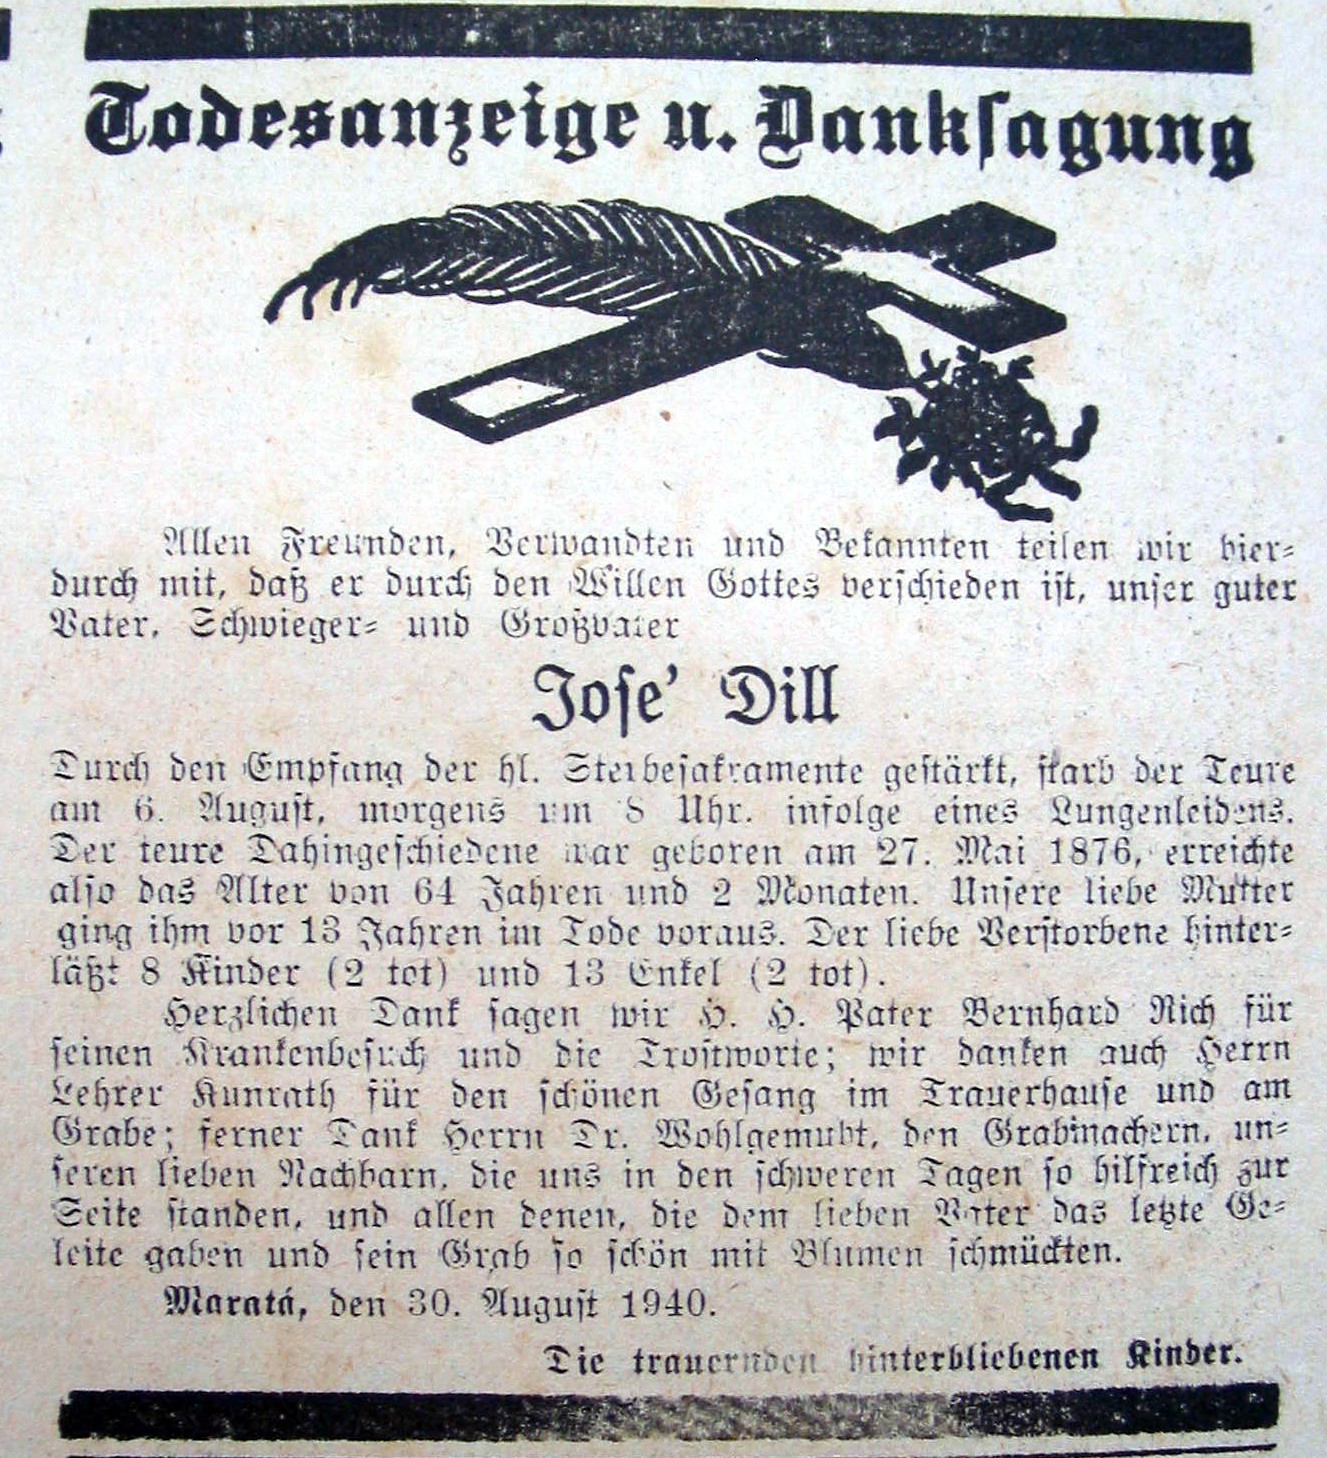 Todesanzeige u. Danksagung
Allen Freunden, Verwandten und Bekannten teilen wir hier-
durch mit, daß er durch den Willen Gottes verschieden ist, unser guter
Vater, Schwieger- und Großvater
Jose' Dill
Durch den Empfang der hl. Sterbesakramente gestärkt, starb der Teure
am 6. August, morgens um 8 Uhr. infolge eines Lungenleidens.
Der teure Dahingeschiedene war geboren am 27. Mai 1876, erreichte
also das Alter von 64 Jahren und 2 Monaten. Unsere liebe Mutter
ging ihm vor 13 Jahren im Tode voraus. Der liebe Verstorbene hinter-
läßt 8 Kinder (2 tot) und 13 Enkel (2 tot).
Herzlichen Dank sagen wir H. H. Pater Bernhard Rich für
seinen Krankenbesuch und die Trostworte; wir danken auch Herrn
Lehrer Kunrath für den schönen Gesang im Trauerhause und am
Grabe; ferner Dank Herrn Dr. Wohlgemuht, den Grabmachern, un-
seren lieben Nachbarn, die uns in den schweren Tagen so hilfreich zur
Seite standen, und allen denen, die dem lieben Vater das letzte Ge-
leite gaben und sein Grab so schön mit Blumen schmückten.
Maratá, den 30. August 1940.
Die trauernden hinterbliebenen Kinder.